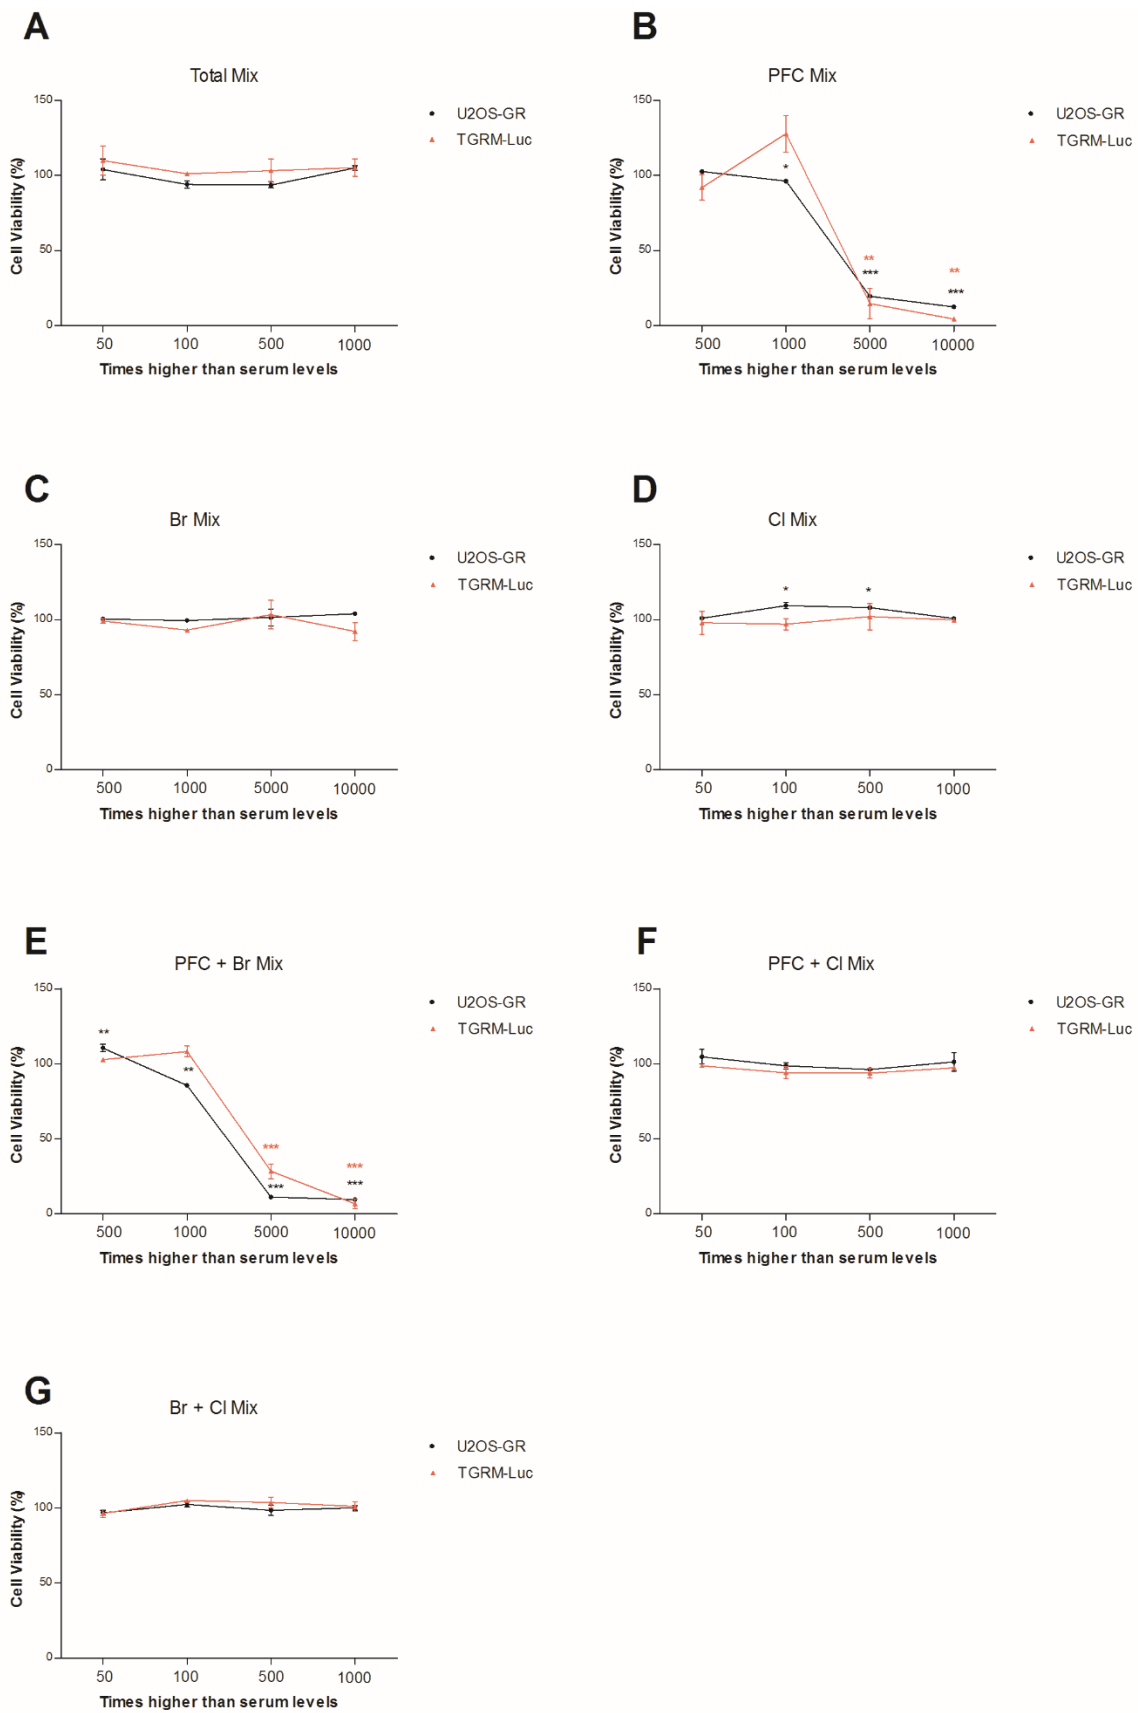 A
Total Mix
U2OS-GR
TGRM-Luc
Cell Viability (%)
150
100
50
0
50 100 500 1000
Times higher than serum levels
B
PFC Mix
U2OS-GR
TGRM-Luc
Cell Viability (%)
150
100
50
0
*
**
***
**
***
500 1000 5000 10000
Times higher than serum levels
C
Br Mix
U2OS-GR
TGRM-Luc
Cell Viability (%)
150
100
50
0
500 1000 5000 10000
Times higher than serum levels
D
Cl Mix
U2OS-GR
TGRM-Luc
Cell Viability (%)
150
100
50
0
* *
50 100 500 1000
Times higher than serum levels
E
PFC + Br Mix
U2OS-GR
TGRM-Luc
Cell Viability (%)
150
100
50
0
**
**
***
***
***
***
500 1000 5000 10000
Times higher than serum levels
F
PFC + Cl Mix
U2OS-GR
TGRM-Luc
Cell Viability (%)
150
100
50
0
50 100 500 1000
Times higher than serum levels
G
Br + Cl Mix
U2OS-GR
TGRM-Luc
Cell Viability (%)
150
100
50
0
50 100 500 1000
Times higher than serum levels